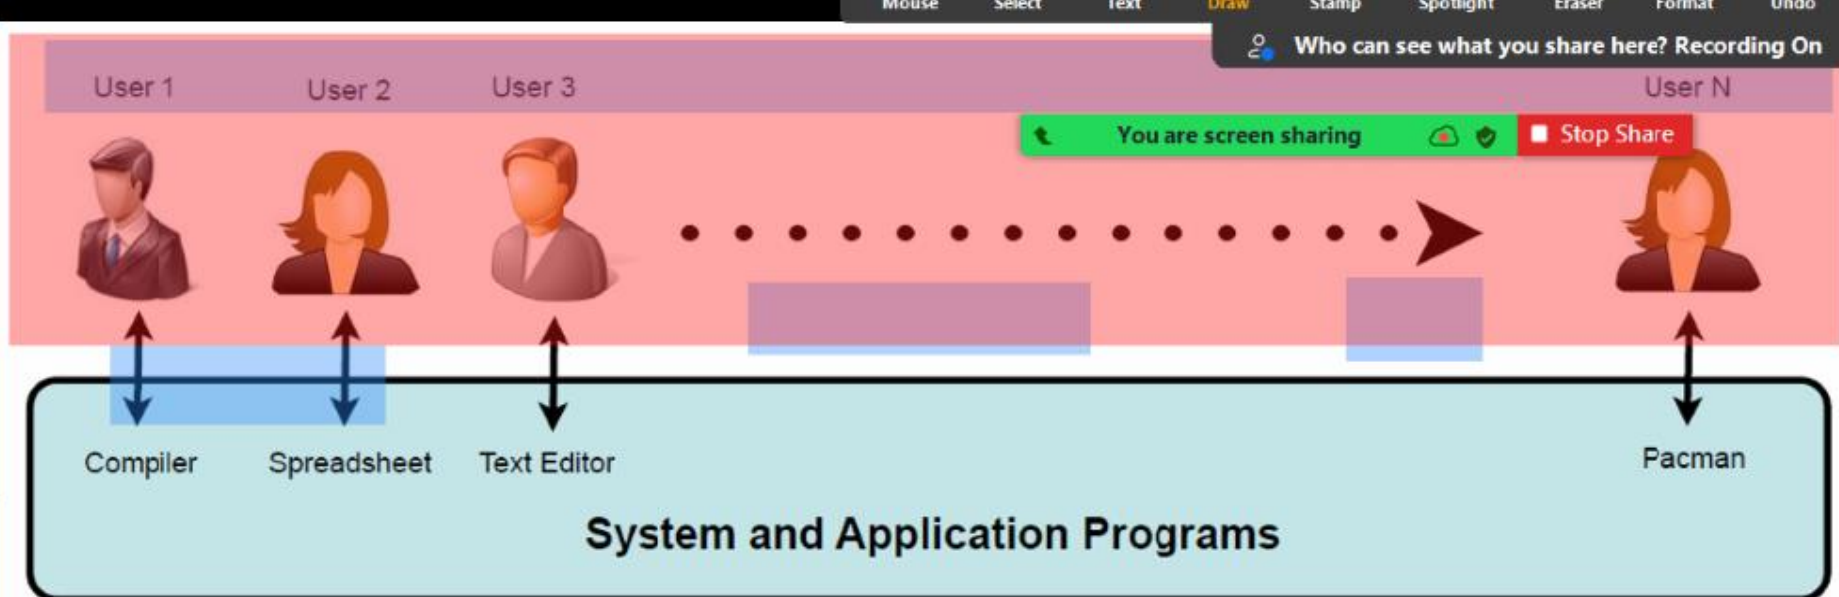 Mouse Select Text Draw Stamp Spotlight Eraser Format Undo
Who can see what you share here? Recording On
User 1 User 2 User 3 User N
You are screen sharing Stop Share
Compiler Spreadsheet Text Editor Pacman
System and Application Programs